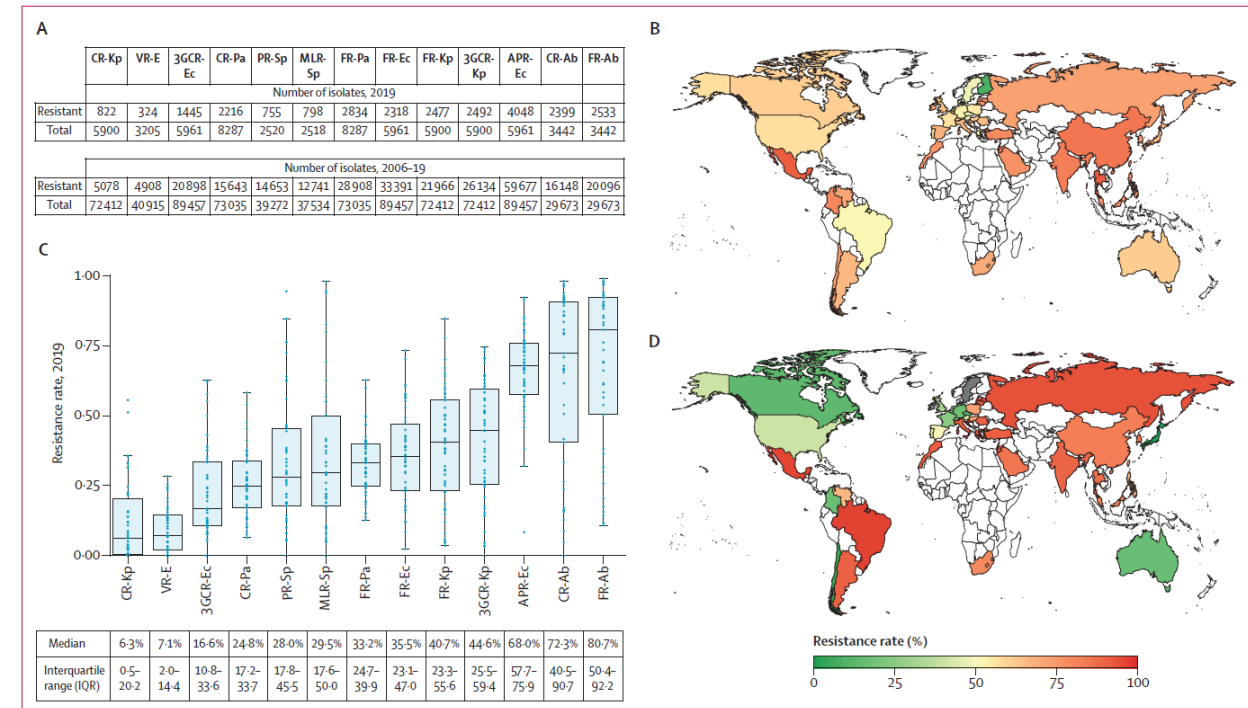 A
CR-Kp VR-E 3GCR-Ec CR-Pa PR-Sp MLR-Sp FR-Pa FR-Ec FR-Kp 3GCR-Kp APR-Ec CR-Ab FR-Ab
Number of isolates, 2019
Resistant 822 324 1445 2216 755 798 2834 2318 2477 2492 4048 2399 2533
Total 5900 3205 5961 8287 2520 2518 8287 5961 5900 5900 5961 3442 3442
Number of isolates, 2006–19
Resistant 5078 4908 20898 15643 14653 12741 28908 33391 21966 26134 59677 16148 20096
Total 72412 40915 89457 73035 39272 37534 73035 89457 72412 72412 89457 29673 29673
B
C
Resistance rate, 2019
1·00
0·75
0·50
0·25
0·00
CR-Kp VR-E 3GCR-Ec CR-Pa PR-Sp MLR-Sp FR-Pa FR-Ec FR-Kp 3GCR-Kp APR-Ec CR-Ab FR-Ab
Median 6·3% 7·1% 16·6% 24·8% 28·0% 29·5% 33·2% 35·5% 40·7% 44·6% 68·0% 72·3% 80·7%
Interquartile 0·5– 2·0– 10·8– 17·2– 17·8– 17·6– 24·7– 23·1– 23·3– 25·5– 57·7– 40·5– 50·4–
range (IQR) 20·2 14·4 33·6 33·7 45·5 50·0 39·9 47·0 55·6 59·4 75·9 90·7 92·2
D
Resistance rate (%)
0 25 50 75 100